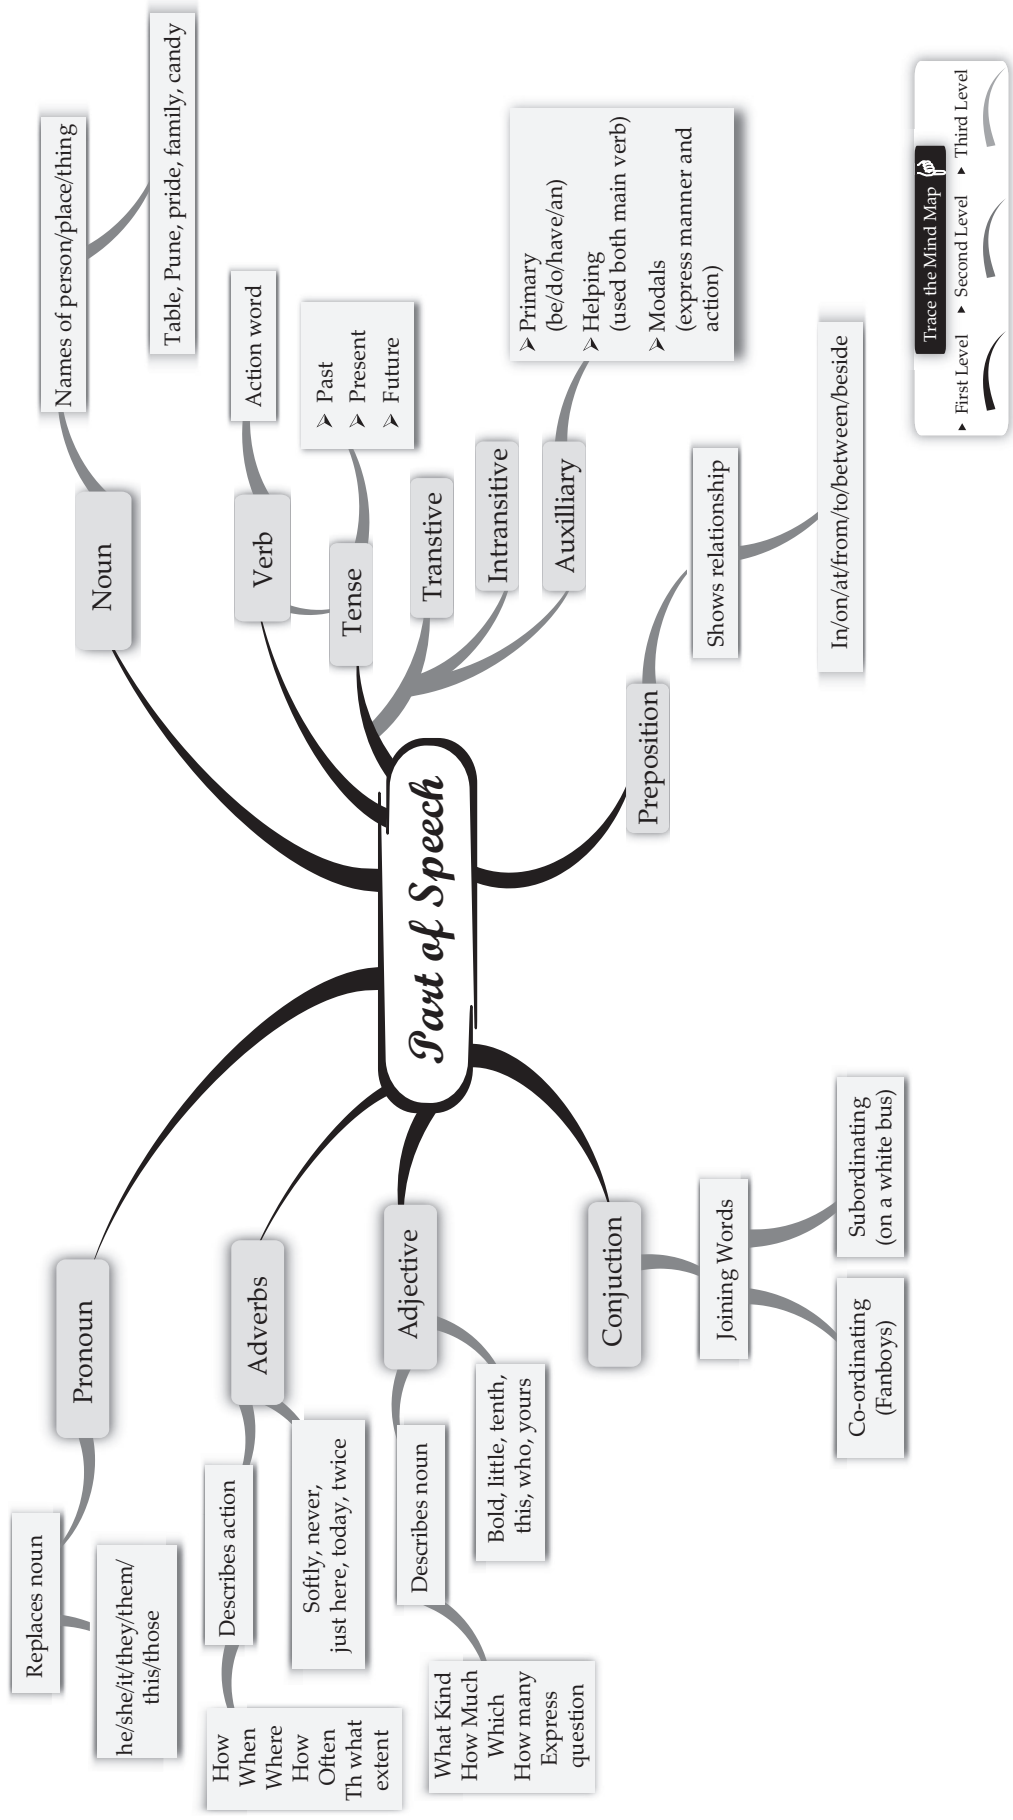 Part of Speech
Noun
Names of person/place/thing
Table, Pune, pride, family, candy
Verb
Action word
Tense
➢ Past
➢ Present
➢ Future
Transtive
Intransitive
Auxilliary
➢ Primary
(be/do/have/an)
➢ Helping
(used both main verb)
➢ Modals
(express manner and
action)
Preposition
Shows relationship
In/on/at/from/to/between/beside
Conjuction
Joining Words
Co-ordinating
(Fanboys)
Subordinating
(on a white bus)
Adjective
Describes noun
What Kind
How Much
Which
How many
Express
question
Bold, little, tenth,
this, who, yours
Adverbs
Describes action
How
When
Where
How
Often
Th what
extent
Softly, never,
just here, today, twice
Pronoun
Replaces noun
he/she/it/they/them/
this/those
Trace the Mind Map
▸ First Level ▸ Second Level ▸ Third Level